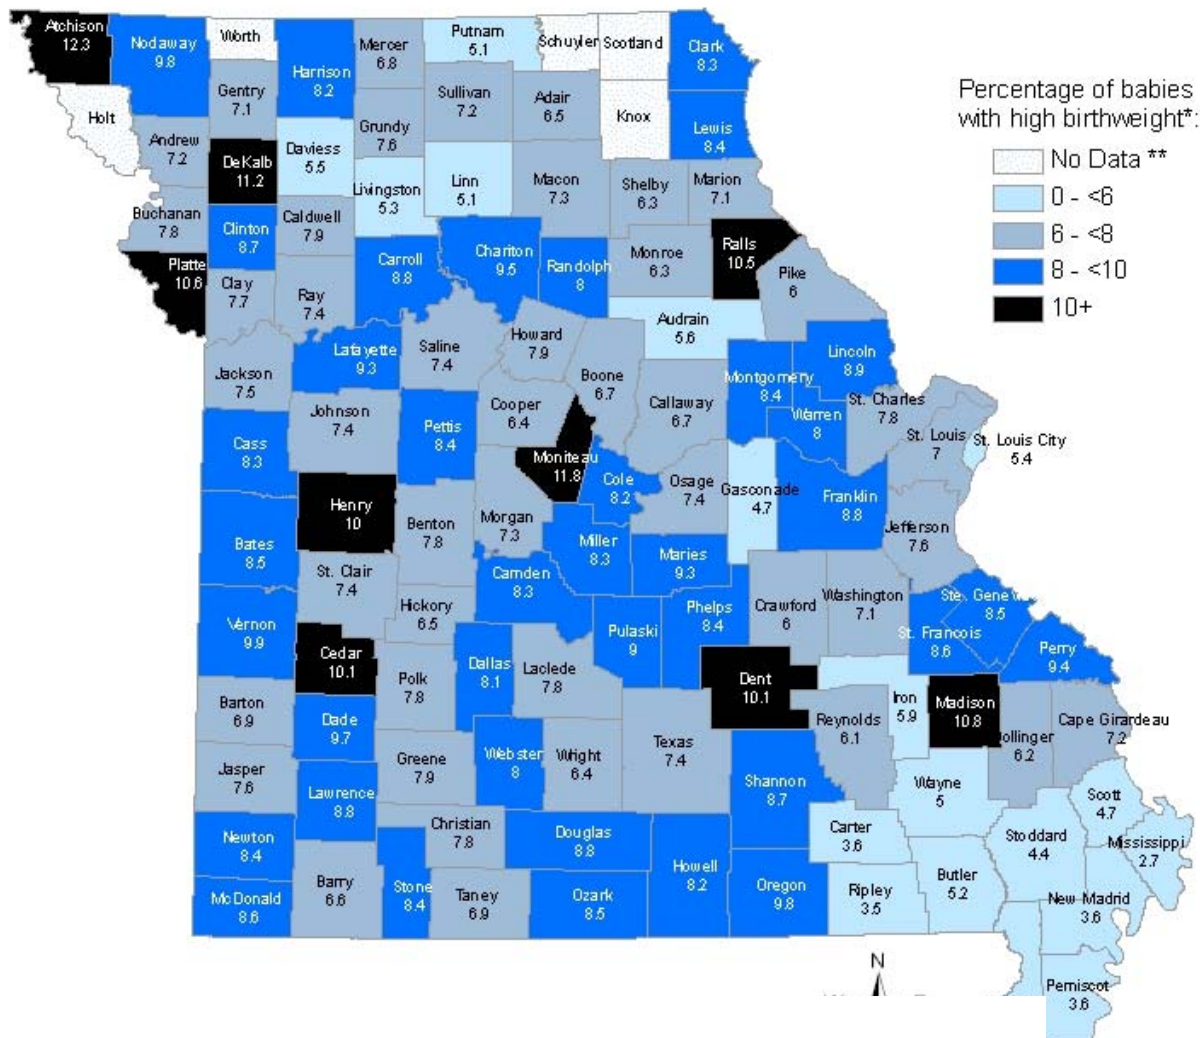 Atchison
12.3
Nodaway
9.8
Worth
Harrison
8.2
Mercer
6.8
Putnam
5.1
Schuyler
Scotland
Clark
8.3
Holt
Gentry
7.1
Sullivan
7.2
Adair
6.5
Knox
Lewis
8.4
Andrew
7.2
DeKalb
11.2
Daviess
5.5
Grundy
7.6
Livingston
5.3
Linn
5.1
Macon
7.3
Shelby
6.3
Marion
7.1
Buchanan
7.8
Clinton
8.7
Caldwell
7.9
Carroll
8.8
Chariton
9.5
Randolph
8
Monroe
6.3
Ralls
10.5
Pike
6
Platte
10.6
Clay
7.7
Ray
7.4
Audrain
5.6
Lafayette
9.3
Saline
7.4
Howard
7.9
Boone
6.7
Lincoln
8.9
Jackson
7.5
Johnson
7.4
Pettis
8.4
Cooper
6.4
Callaway
6.7
Montgomery
8.4
Warren
8
St. Charles
7.8
St. Louis
7
St. Louis City
5.4
Cass
8.3
Moniteau
11.8
Cole
8.2
Osage
7.4
Gasconade
4.7
Franklin
8.8
Henry
10
Benton
7.8
Morgan
7.3
Miller
8.3
Maries
9.3
Jefferson
7.6
Bates
8.5
St. Clair
7.4
Camden
8.3
Hickory
6.5
Pulaski
9
Phelps
8.4
Crawford
6
Washington
7.1
Ste. Gene
8.5
St. Francois
8.6
Perry
9.4
Vernon
9.9
Cedar
10.1
Polk
7.8
Dallas
8.1
Laclede
7.8
Dent
10.1
Iron
5.9
Madison
10.8
Reynolds
6.1
ollinger
6.2
Cape Girardeau
7.2
Barton
6.9
Dade
9.7
Greene
7.9
Webster
8
Wright
6.4
Texas
7.4
Shannon
8.7
Wayne
5
Scott
4.7
Jasper
7.6
Lawrence
8.8
Christian
7.8
Douglas
8.8
Carter
3.6
Stoddard
4.4
Mississippi
2.7
Newton
8.4
Howell
8.2
Oregon
9.8
Ripley
3.5
Butler
5.2
New Madrid
3.6
McDonald
8.6
Barry
6.6
Stone
8.4
Taney
6.9
Ozark
8.5
Pemiscot
3.6
Percentage of babies
with high birthweight*:
No Data **
0 - <6
6 - <8
8 - <10
10+
N